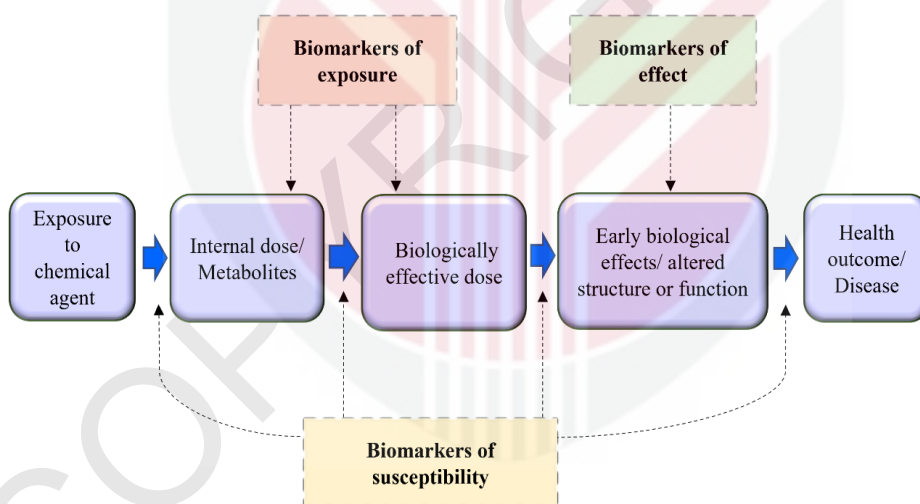 Biomarkers of
exposure
Biomarkers of
effect
Exposure
to
chemical
agent
Internal dose/
Metabolites
Biologically
effective dose
Early biological
effects/ altered
structure or function
Health
outcome/
Disease
Biomarkers of
susceptibility
COPYRIG